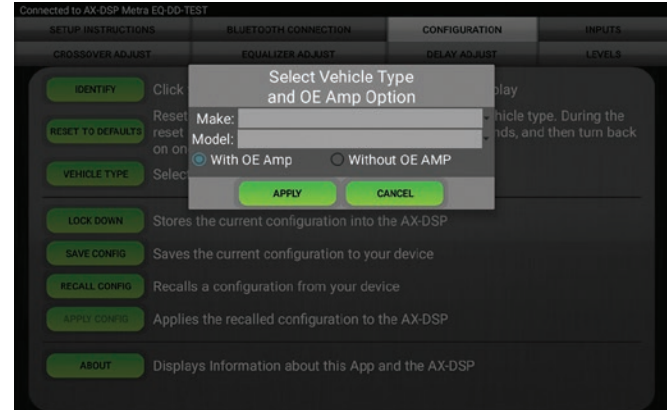 Connected to AX-DSP Metra EQ-DD-TEST
SETUP INSTRUCTIONS BLUETOOTH CONNECTION CONFIGURATION INPUTS
CROSSOVER ADJUST EQUALIZER ADJUST DELAY ADJUST LEVELS
Select Vehicle Type
and OE Amp Option
IDENTIFY Click play
Reset hicle type. During the
Make:
RESET TO DEFAULTS reset nds, and then turn back
Model:
on on
With OE Amp Without OE AMP
VEHICLE TYPE Selec
APPLY CANCEL
LOCK DOWN Stores the current configuration into the AX-DSP
SAVE CONFIG Saves the current configuration to your device
RECALL CONFIG Recalls a configuration from your device
APPLY CONFIG Applies the recalled configuration to the AX-DSP
ABOUT Displays Information about this App and the AX-DSP